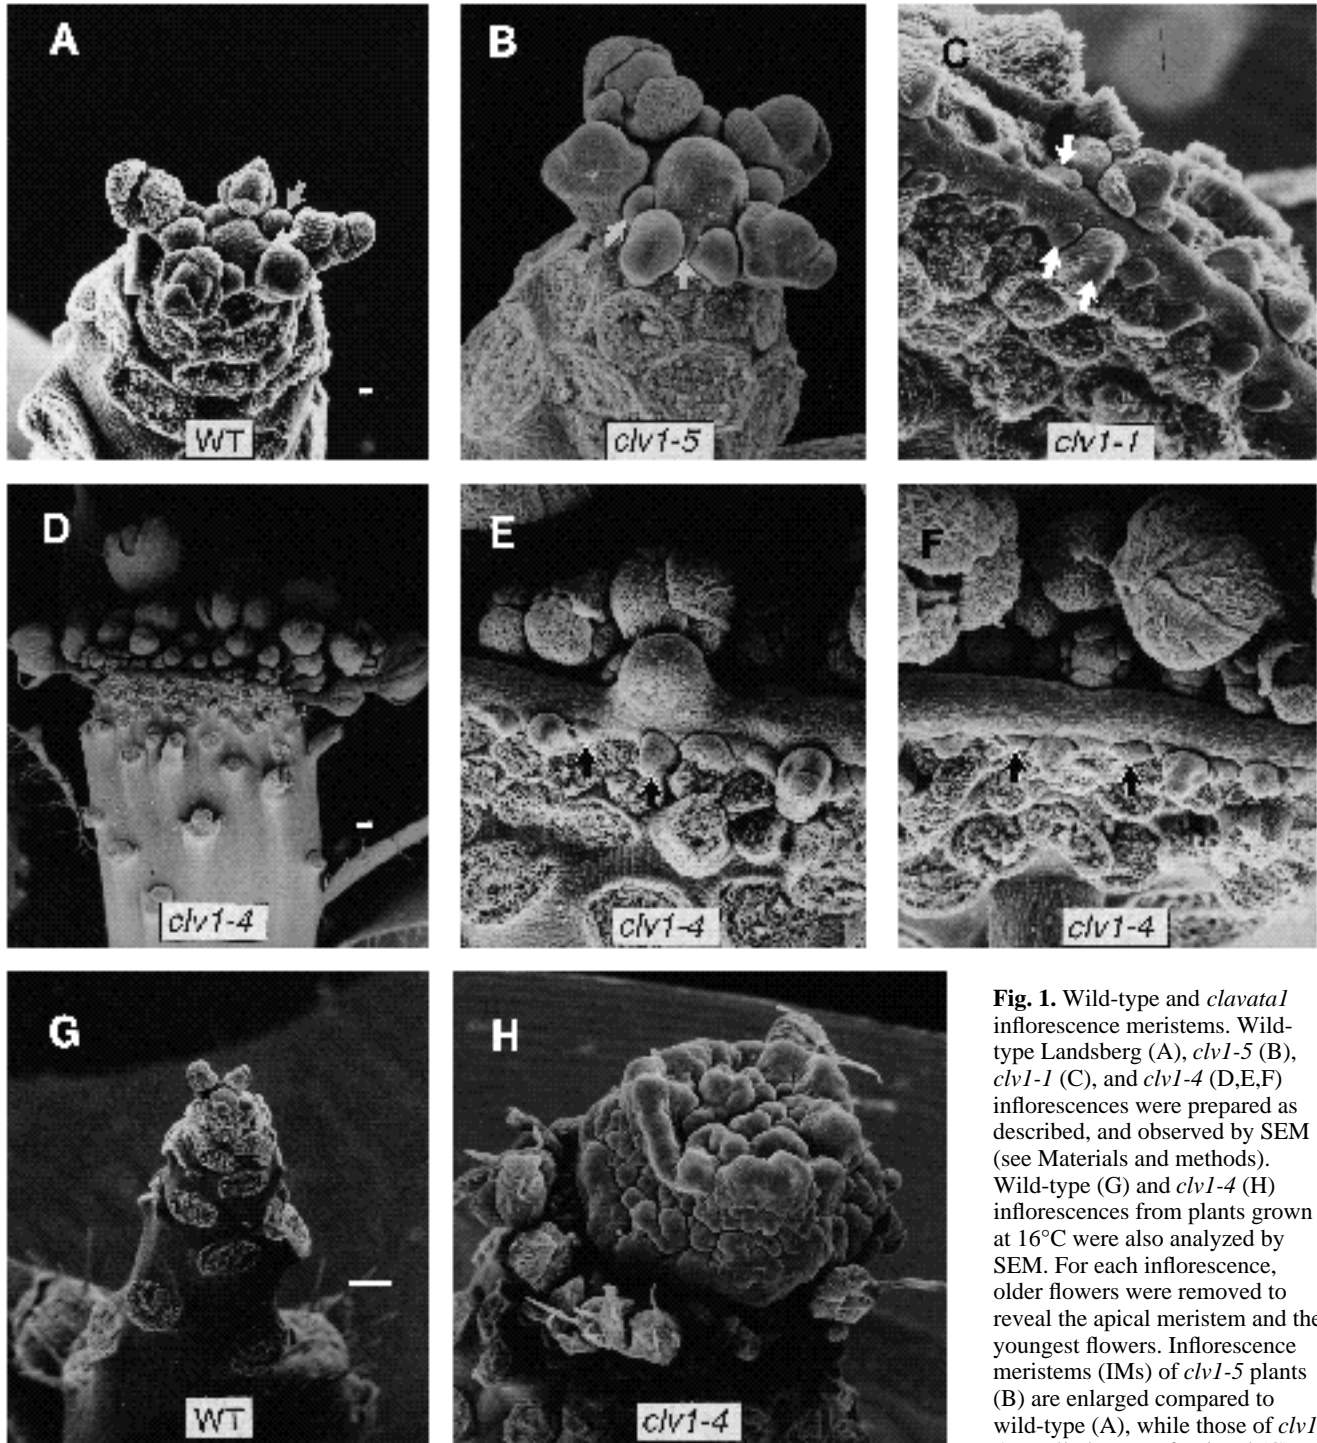 A
WT
B
clv1-5
C
clv1-1
D
clv1-4
E
clv1-4
F
clv1-4
G
WT
H
clv1-4
Fig. 1. Wild-type and clavata1
inflorescence meristems. Wild-
type Landsberg (A), clv1-5 (B),
clv1-1 (C), and clv1-4 (D,E,F)
inflorescences were prepared as
described, and observed by SEM
(see Materials and methods).
Wild-type (G) and clv1-4 (H)
inflorescences from plants grown
at 16°C were also analyzed by
SEM. For each inflorescence,
older flowers were removed to
reveal the apical meristem and the
youngest flowers. Inflorescence
meristems (IMs) of clv1-5 plants
(B) are enlarged compared to
wild-type (A), while those of clv1